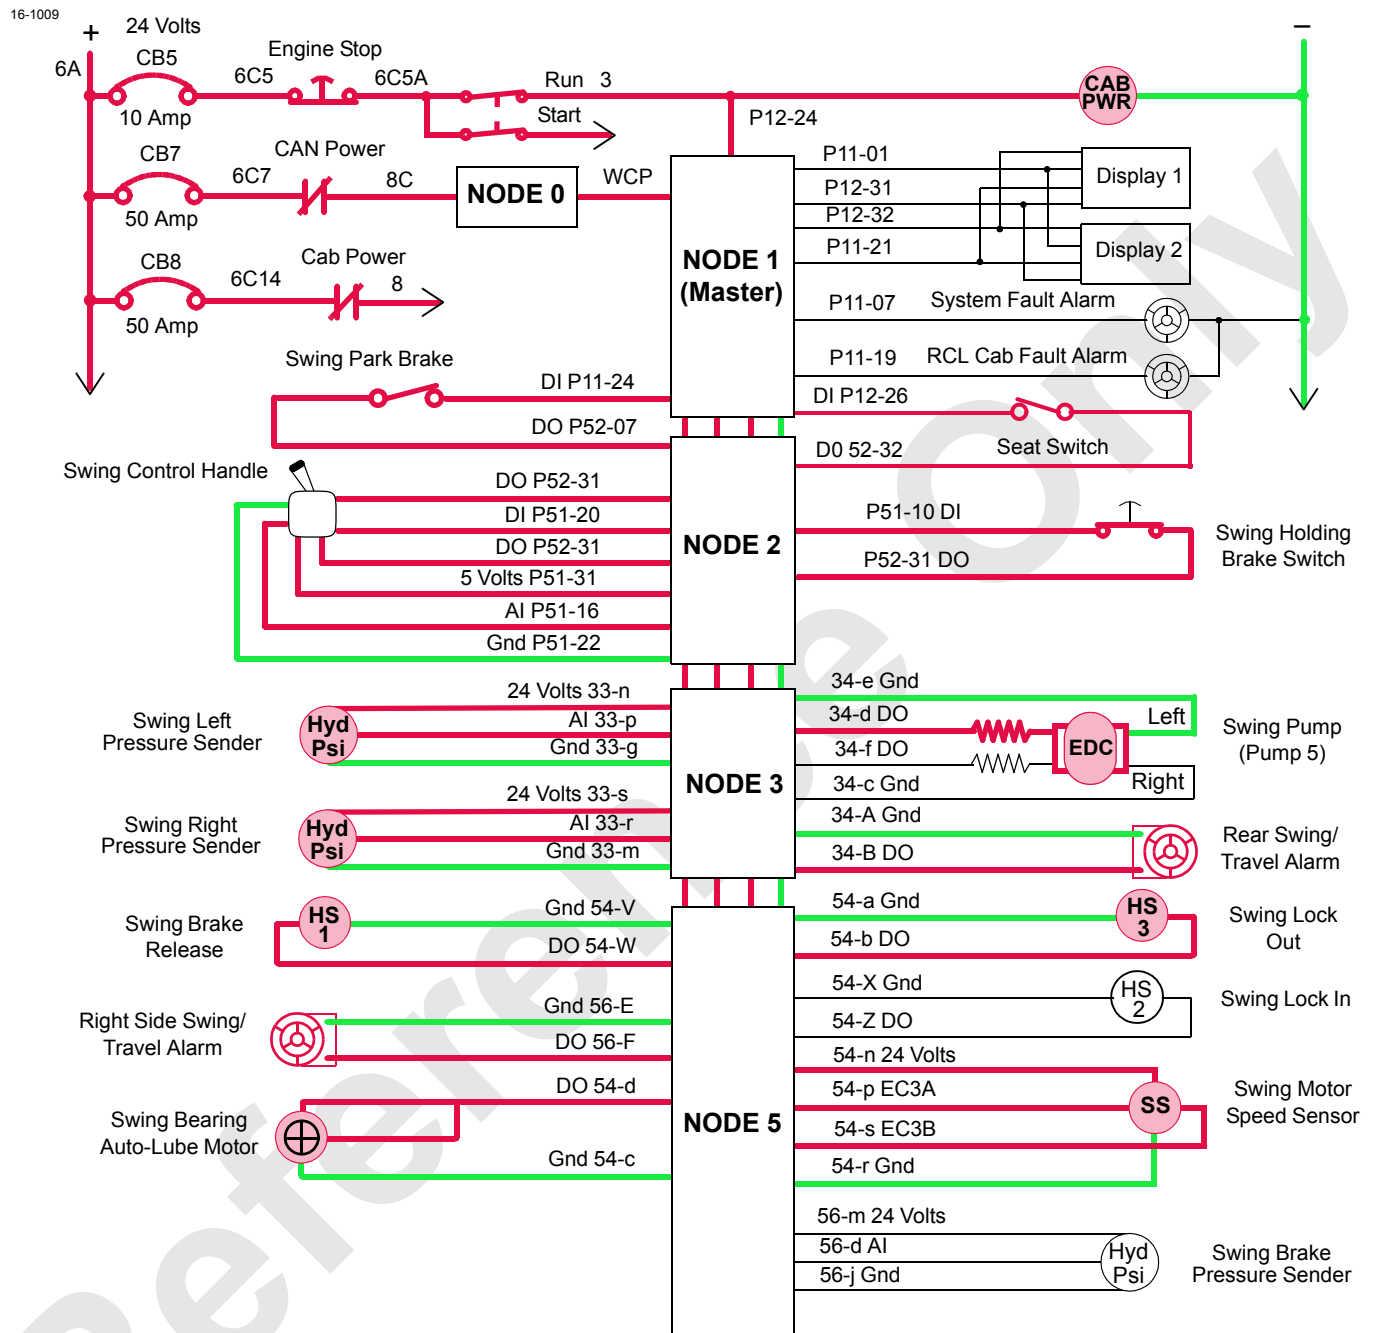 16-1009
+ 24 Volts −
6A CB5 6C5 Engine Stop 6C5A Run 3 CAB PWR
10 Amp Start P12-24
CB7 6C7 CAN Power 8C NODE 0 WCP
50 Amp
CB8 6C14 Cab Power 8
50 Amp
NODE 1
(Master)
P11-01
P12-31
P12-32
P11-21
Display 1
Display 2
P11-07 System Fault Alarm
P11-19 RCL Cab Fault Alarm
Swing Park Brake
DI P11-24
DO P52-07
DI P12-26
D0 52-32 Seat Switch
Swing Control Handle
DO P52-31
DI P51-20
DO P52-31
5 Volts P51-31
AI P51-16
Gnd P51-22
NODE 2
P51-10 DI
P52-31 DO
Swing Holding
Brake Switch
Swing Left
Pressure Sender
Hyd
Psi
24 Volts 33-n
AI 33-p
Gnd 33-g
Swing Right
Pressure Sender
Hyd
Psi
24 Volts 33-s
AI 33-r
Gnd 33-m
NODE 3
34-e Gnd
34-d DO
34-f DO
34-c Gnd
EDC
Left
Right
Swing Pump
(Pump 5)
34-A Gnd
34-B DO
Rear Swing/
Travel Alarm
Swing Brake
Release
HS
1
Gnd 54-V
DO 54-W
Right Side Swing/
Travel Alarm
Gnd 56-E
DO 56-F
Swing Bearing
Auto-Lube Motor
DO 54-d
Gnd 54-c
NODE 5
54-a Gnd
54-b DO
HS
3
Swing Lock
Out
54-X Gnd
54-Z DO
HS
2
Swing Lock In
54-n 24 Volts
54-p EC3A
54-s EC3B
54-r Gnd
SS
Swing Motor
Speed Sensor
56-m 24 Volts
56-d AI
56-j Gnd
Hyd
Psi
Swing Brake
Pressure Sender
Reference Only